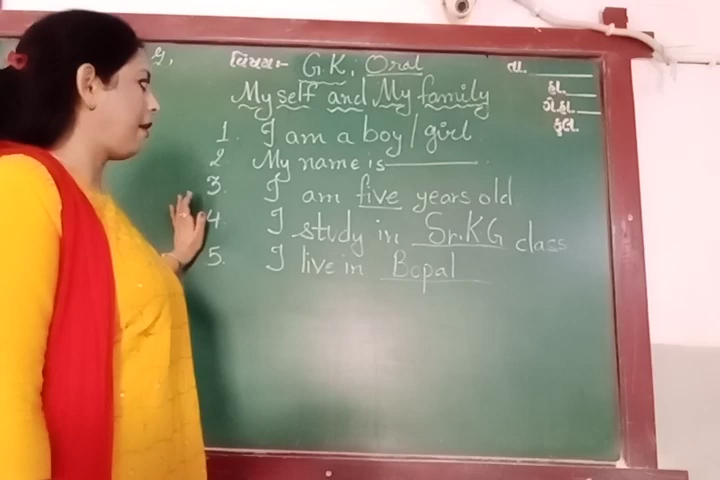 વિષય:- G.K. Oral
તા.
My self and My family
હા.
ગે.હા.
કુલ.
1. I am a boy/girl
2. My name is
3. I am five years old
4. I study in Sr.KG class
5. I live in Bopal